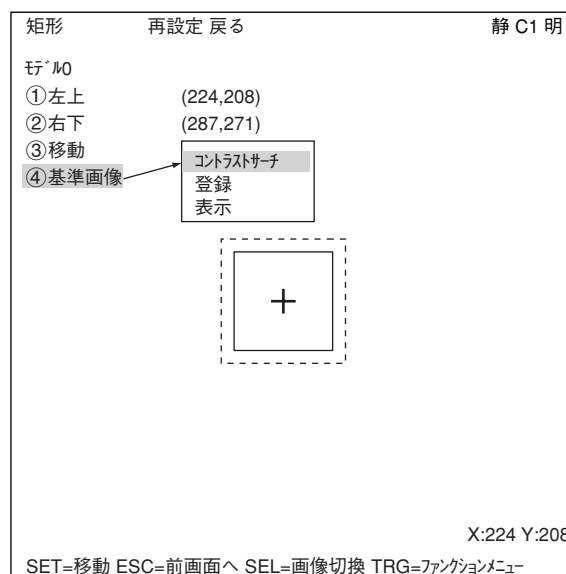 矩形 再設定 戻る 静 C1 明
ﾓﾃﾞﾙ0
①左上 (224,208)
②右下 (287,271)
③移動
④基準画像
ｺﾝﾄﾗｽﾄｻｰﾁ
登録
表示
X:224 Y:208
SET=移動 ESC=前画面へ SEL=画像切換 TRG=ﾌｧﾝｸｼｮﾝﾒﾆｭｰ